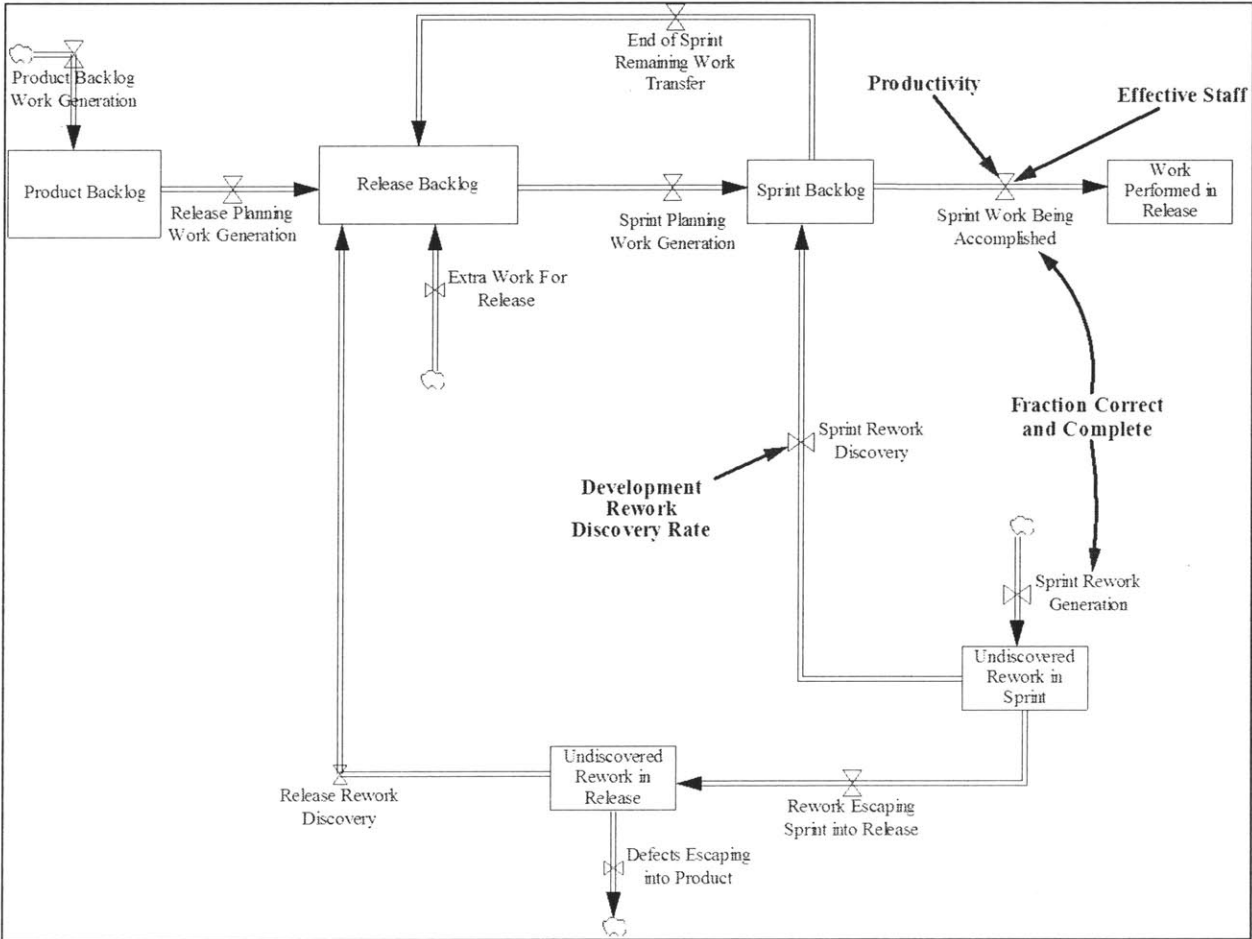 End of Sprint
Remaining Work
Transfer
Product Backlog
Work Generation
Productivity
Effective Staff
Product Backlog
Release Backlog
Sprint Backlog
Work
Performed in
Release
Release Planning
Work Generation
Sprint Planning
Work Generation
Sprint Work Being
Accomplished
Extra Work For
Release
Fraction Correct
and Complete
Sprint Rework
Discovery
Development
Rework
Discovery Rate
Sprint Rework
Generation
Undiscovered
Rework in
Sprint
Undiscovered
Rework in
Release
Release Rework
Discovery
Rework Escaping
Sprint into Release
Defects Escaping
into Product